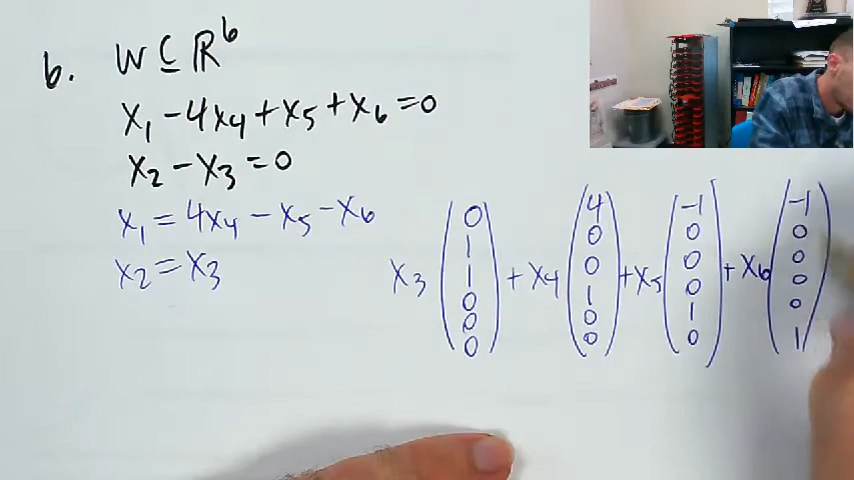 b. W ⊆ ℝ⁶
x₁ − 4x₄ + x₅ + x₆ = 0
x₂ − x₃ = 0
x₁ = 4x₄ − x₅ − x₆
x₂ = x₃
x₃ (0 1 1 0 0 0) + x₄ (4 0 0 1 0 0) + x₅ (−1 0 0 0 1 0) + x₆ (−1 0 0 0 0 1)